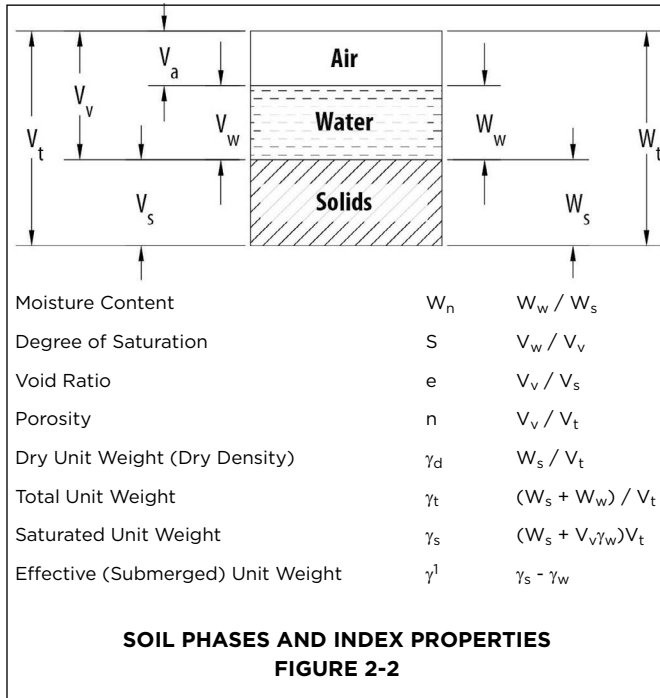 Air
V_a
V_v
V_w
Water
W_w
V_t
W_t
V_s
Solids
W_s
Moisture Content W_n W_w / W_s
Degree of Saturation S V_w / V_v
Void Ratio e V_v / V_s
Porosity n V_v / V_t
Dry Unit Weight (Dry Density) γ_d W_s / V_t
Total Unit Weight γ_t (W_s + W_w) / V_t
Saturated Unit Weight γ_s (W_s + V_vγ_w)V_t
Effective (Submerged) Unit Weight γ^1 γ_s - γ_w
SOIL PHASES AND INDEX PROPERTIES
FIGURE 2-2